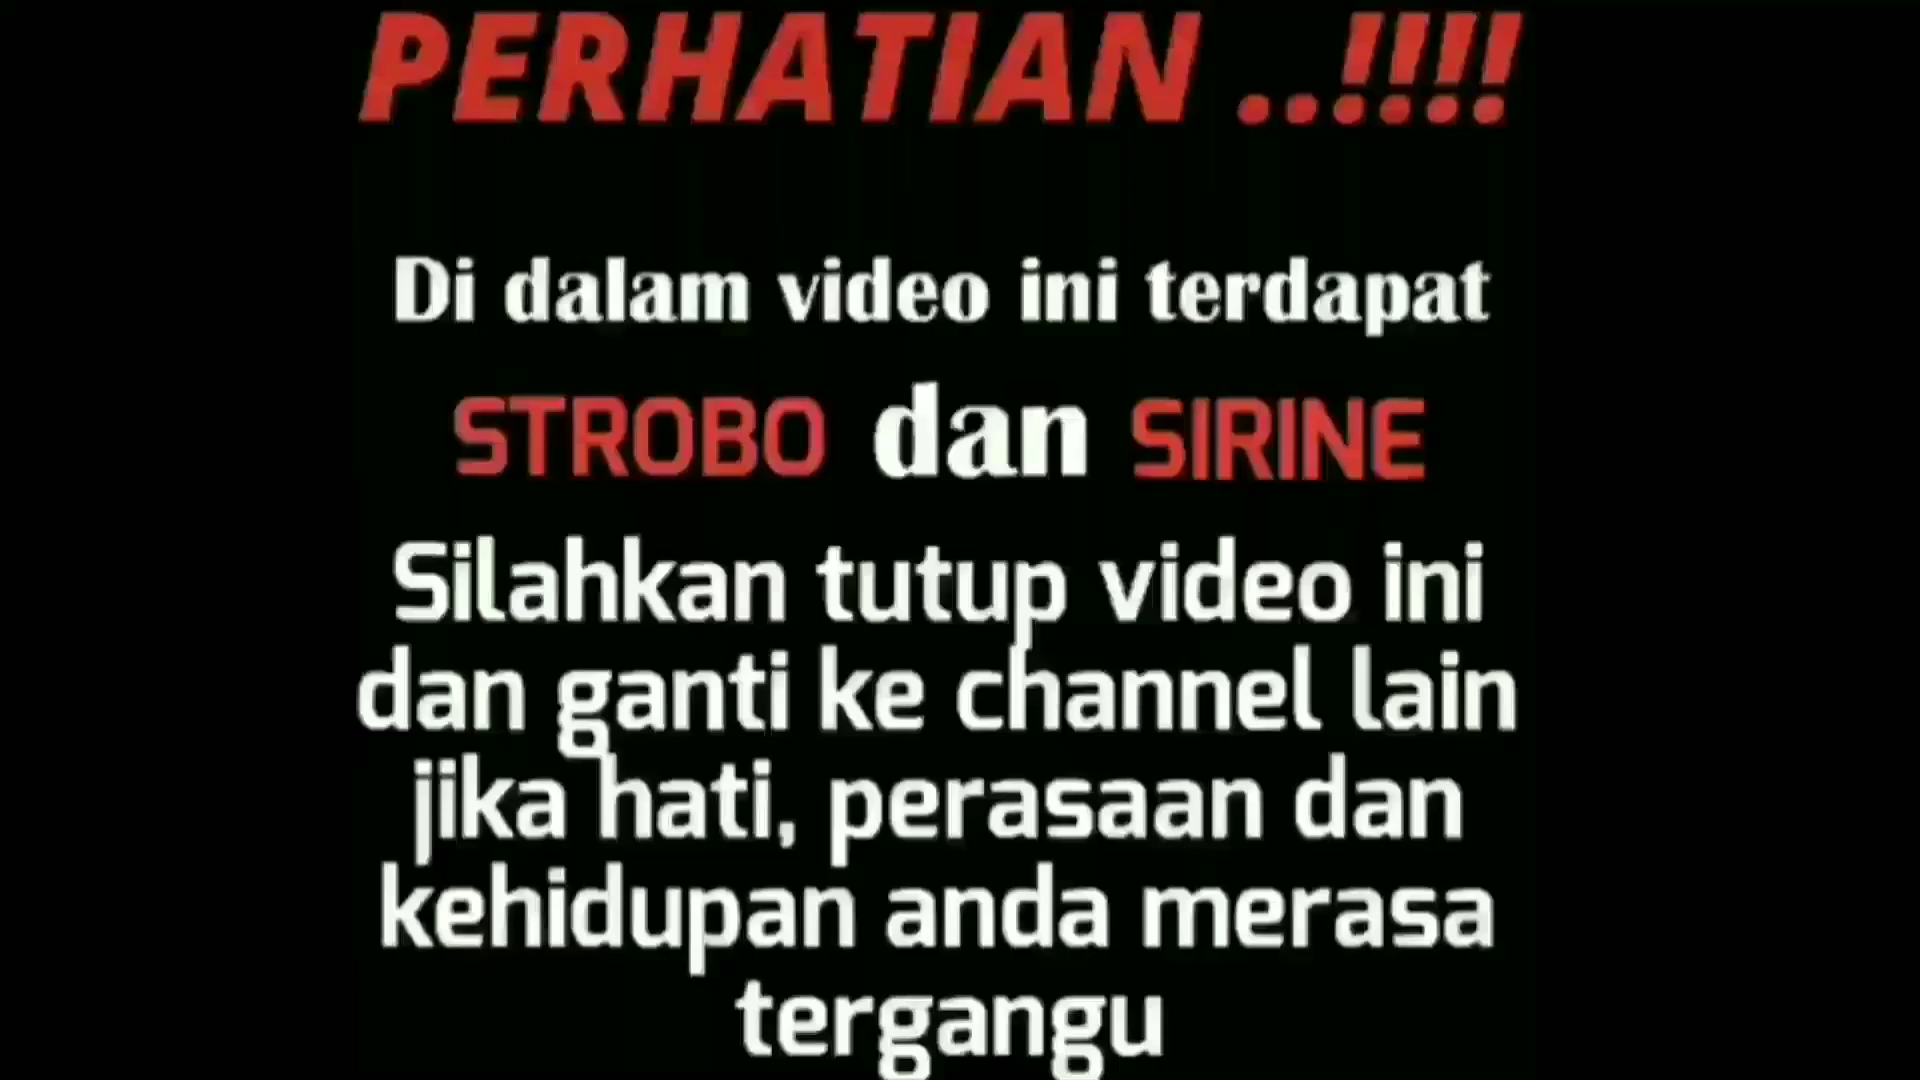 PERHATIAN ..!!!!
Di dalam video ini terdapat
STROBO dan SIRINE
Silahkan tutup video ini
dan ganti ke channel lain
jika hati, perasaan dan
kehidupan anda merasa
tergangu